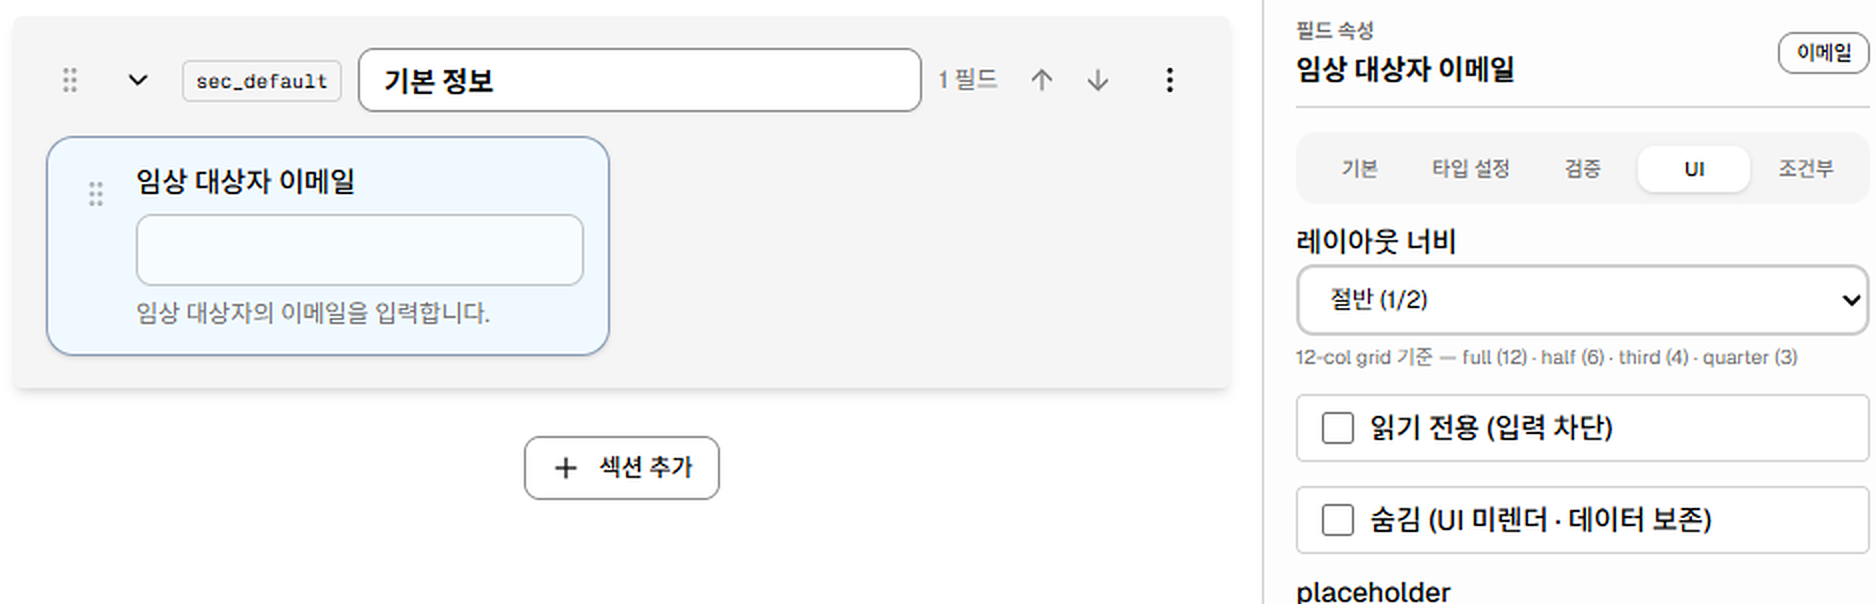 sec_default
기본 정보
1 필드
임상 대상자 이메일
임상 대상자의 이메일을 입력합니다.
섹션 추가
필드 속성
임상 대상자 이메일
이메일
기본 타입 설정 검증 UI 조건부
레이아웃 너비
절반 (1/2)
12-col grid 기준 — full (12) · half (6) · third (4) · quarter (3)
읽기 전용 (입력 차단)
숨김 (UI 미렌더 · 데이터 보존)
placeholder